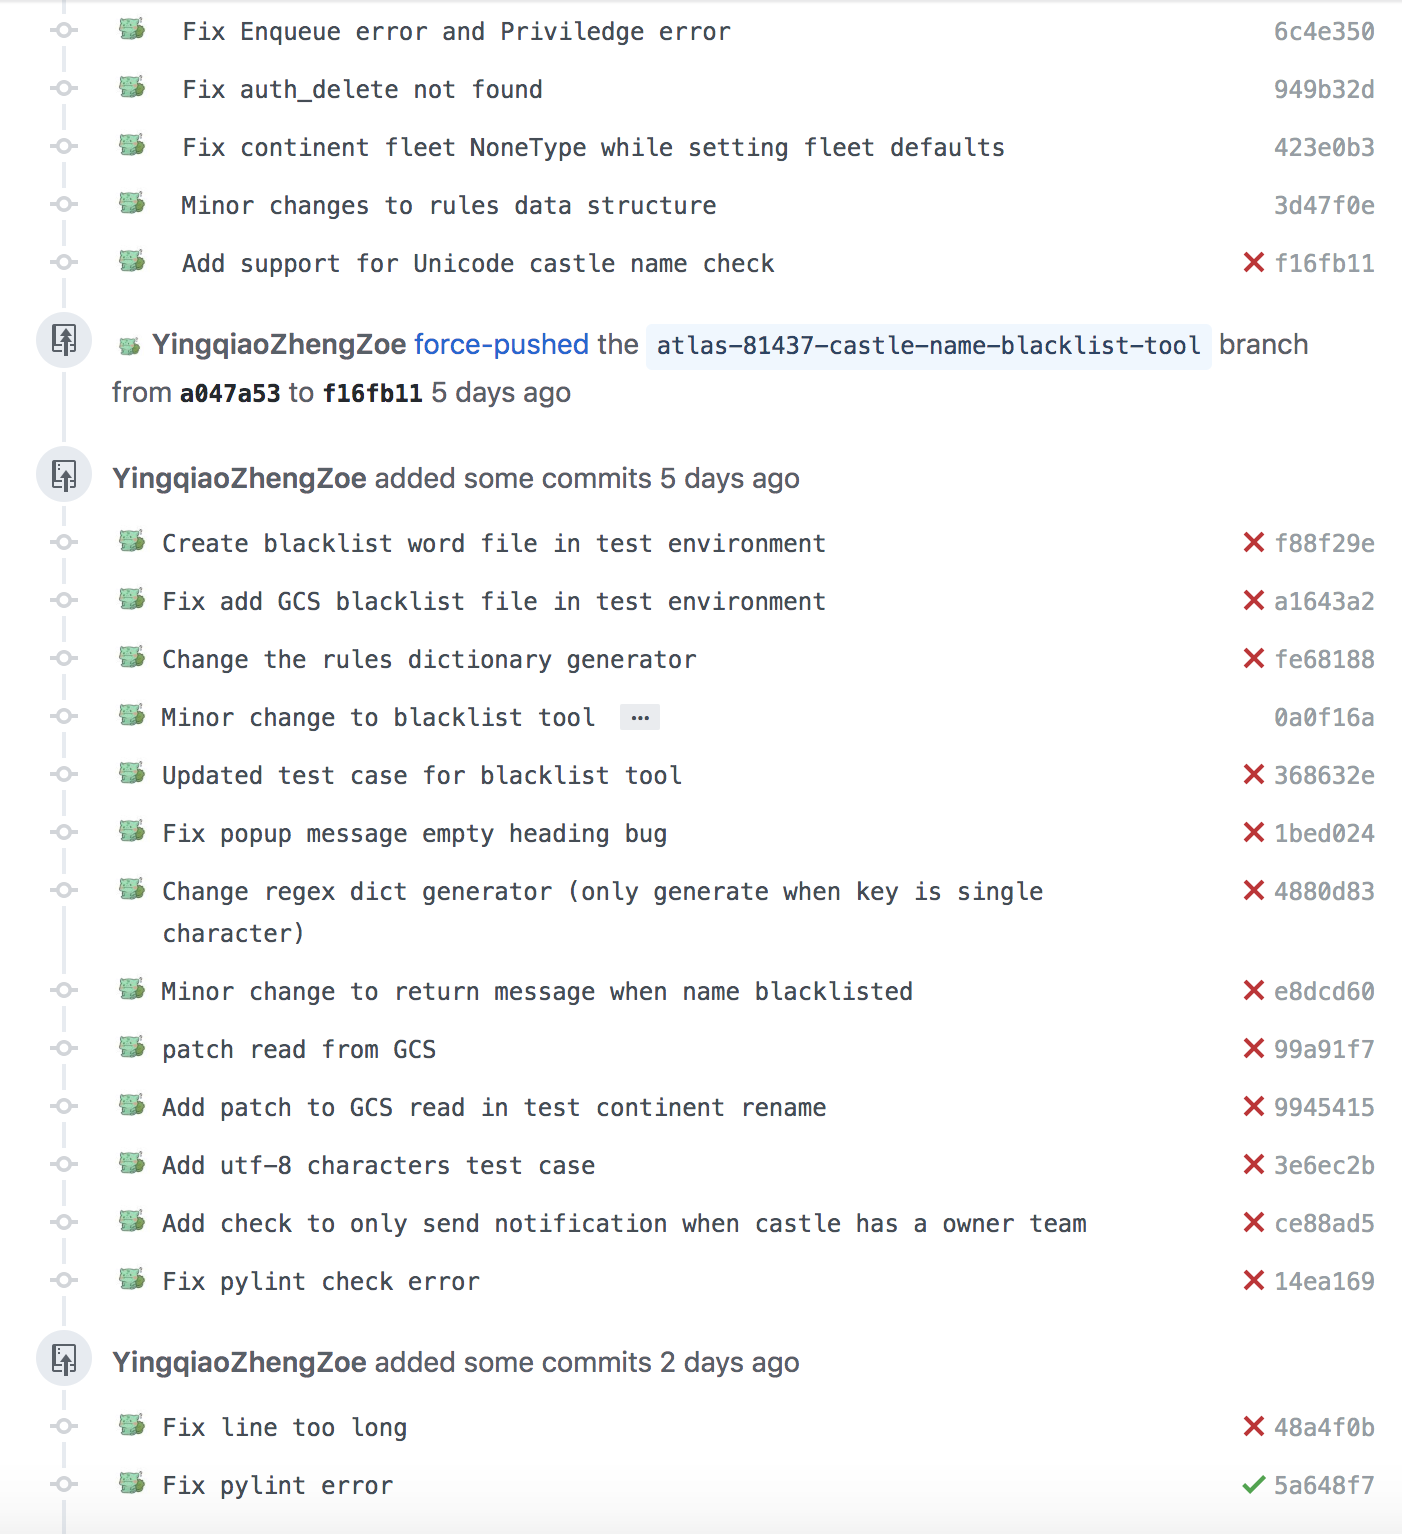 Fix Enqueue error and Priviledge error 6c4e350
Fix auth_delete not found 949b32d
Fix continent fleet NoneType while setting fleet defaults 423e0b3
Minor changes to rules data structure 3d47f0e
Add support for Unicode castle name check f16fb11
YingqiaoZhengZoe force-pushed the atlas-81437-castle-name-blacklist-tool branch
from a047a53 to f16fb11 5 days ago
YingqiaoZhengZoe added some commits 5 days ago
Create blacklist word file in test environment f88f29e
Fix add GCS blacklist file in test environment a1643a2
Change the rules dictionary generator fe68188
Minor change to blacklist tool … 0a0f16a
Updated test case for blacklist tool 368632e
Fix popup message empty heading bug 1bed024
Change regex dict generator (only generate when key is single 4880d83
character)
Minor change to return message when name blacklisted e8dcd60
patch read from GCS 99a91f7
Add patch to GCS read in test continent rename 9945415
Add utf-8 characters test case 3e6ec2b
Add check to only send notification when castle has a owner team ce88ad5
Fix pylint check error 14ea169
YingqiaoZhengZoe added some commits 2 days ago
Fix line too long 48a4f0b
Fix pylint error 5a648f7